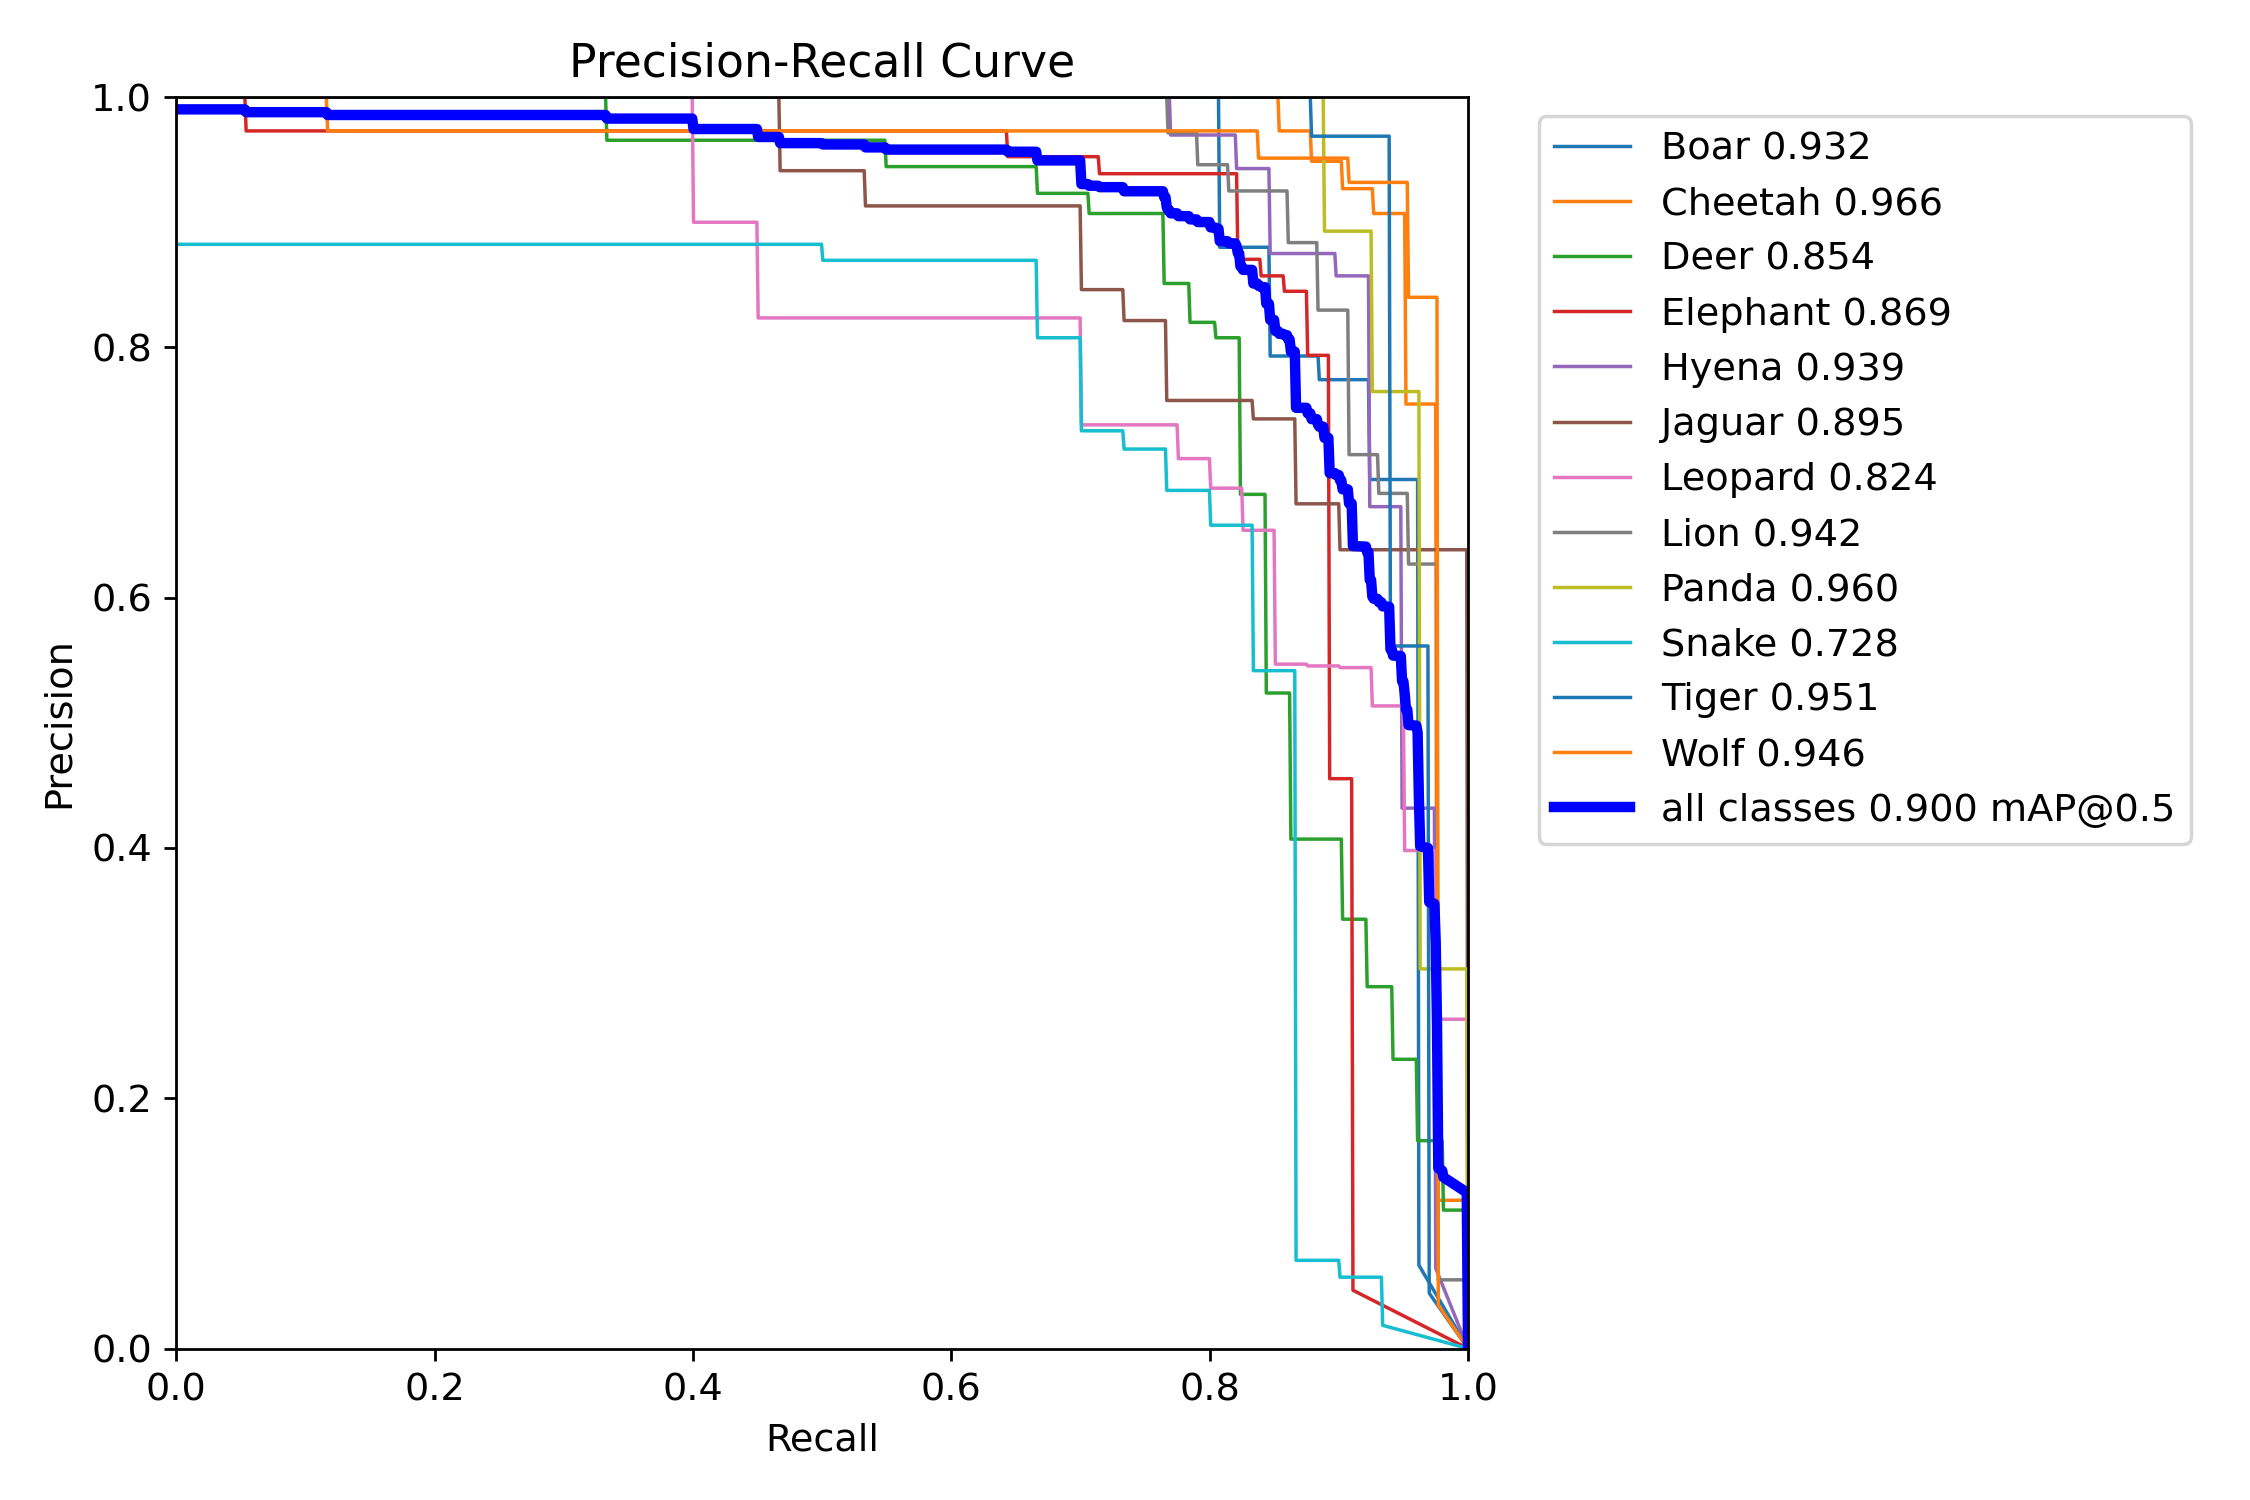 Precision-Recall Curve
1.0
0.8
0.6
0.4
0.2
0.0
Precision
0.0 0.2 0.4 0.6 0.8 1.0
Recall
Boar 0.932
Cheetah 0.966
Deer 0.854
Elephant 0.869
Hyena 0.939
Jaguar 0.895
Leopard 0.824
Lion 0.942
Panda 0.960
Snake 0.728
Tiger 0.951
Wolf 0.946
all classes 0.900 mAP@0.5